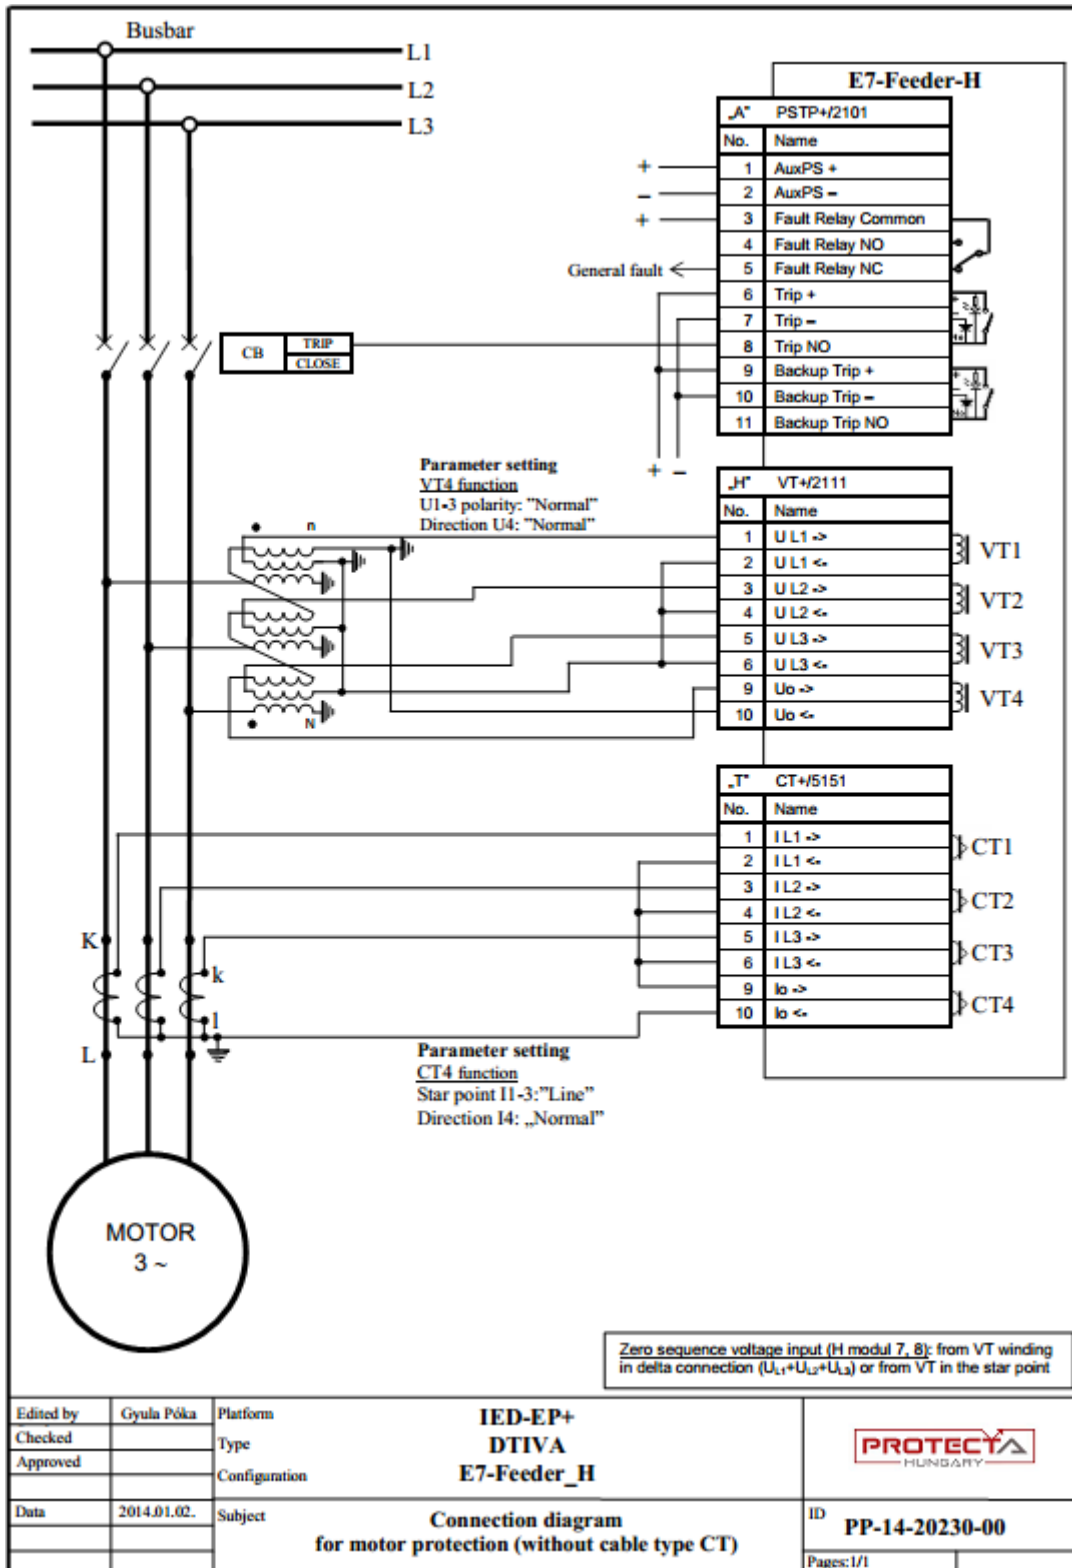 Busbar
L1
L2
L3
E7-Feeder-H
„A" PSTP+/2101
No. Name
1 AuxPS +
2 AuxPS –
3 Fault Relay Common
4 Fault Relay NO
5 Fault Relay NC
6 Trip +
7 Trip –
8 Trip NO
9 Backup Trip +
10 Backup Trip –
11 Backup Trip NO
+
–
+
General fault
CB TRIP
CLOSE
+ –
Parameter setting
VT4 function
U1-3 polarity: "Normal"
Direction U4: "Normal"
n
N
„H" VT+/2111
No. Name
1 U L1 ->
2 U L1 <-
3 U L2 ->
4 U L2 <-
5 U L3 ->
6 U L3 <-
9 Uo ->
10 Uo <-
VT1
VT2
VT3
VT4
„T" CT+/5151
No. Name
1 I L1 ->
2 I L1 <-
3 I L2 ->
4 I L2 <-
5 I L3 ->
6 I L3 <-
9 Io ->
10 Io <-
CT1
CT2
CT3
CT4
K
k
l
L
Parameter setting
CT4 function
Star point I1-3:"Line"
Direction I4: „Normal"
MOTOR
3 ~
Zero sequence voltage input (H modul 7, 8): from VT winding
in delta connection (UL1+UL2+UL3) or from VT in the star point
Edited by Gyula Póka
Checked
Approved
Data 2014.01.02.
Platform IED-EP+
Type DTIVA
Configuration E7-Feeder_H
Subject Connection diagram
for motor protection (without cable type CT)
PROTECTA
HUNGARY
ID PP-14-20230-00
Pages:1/1